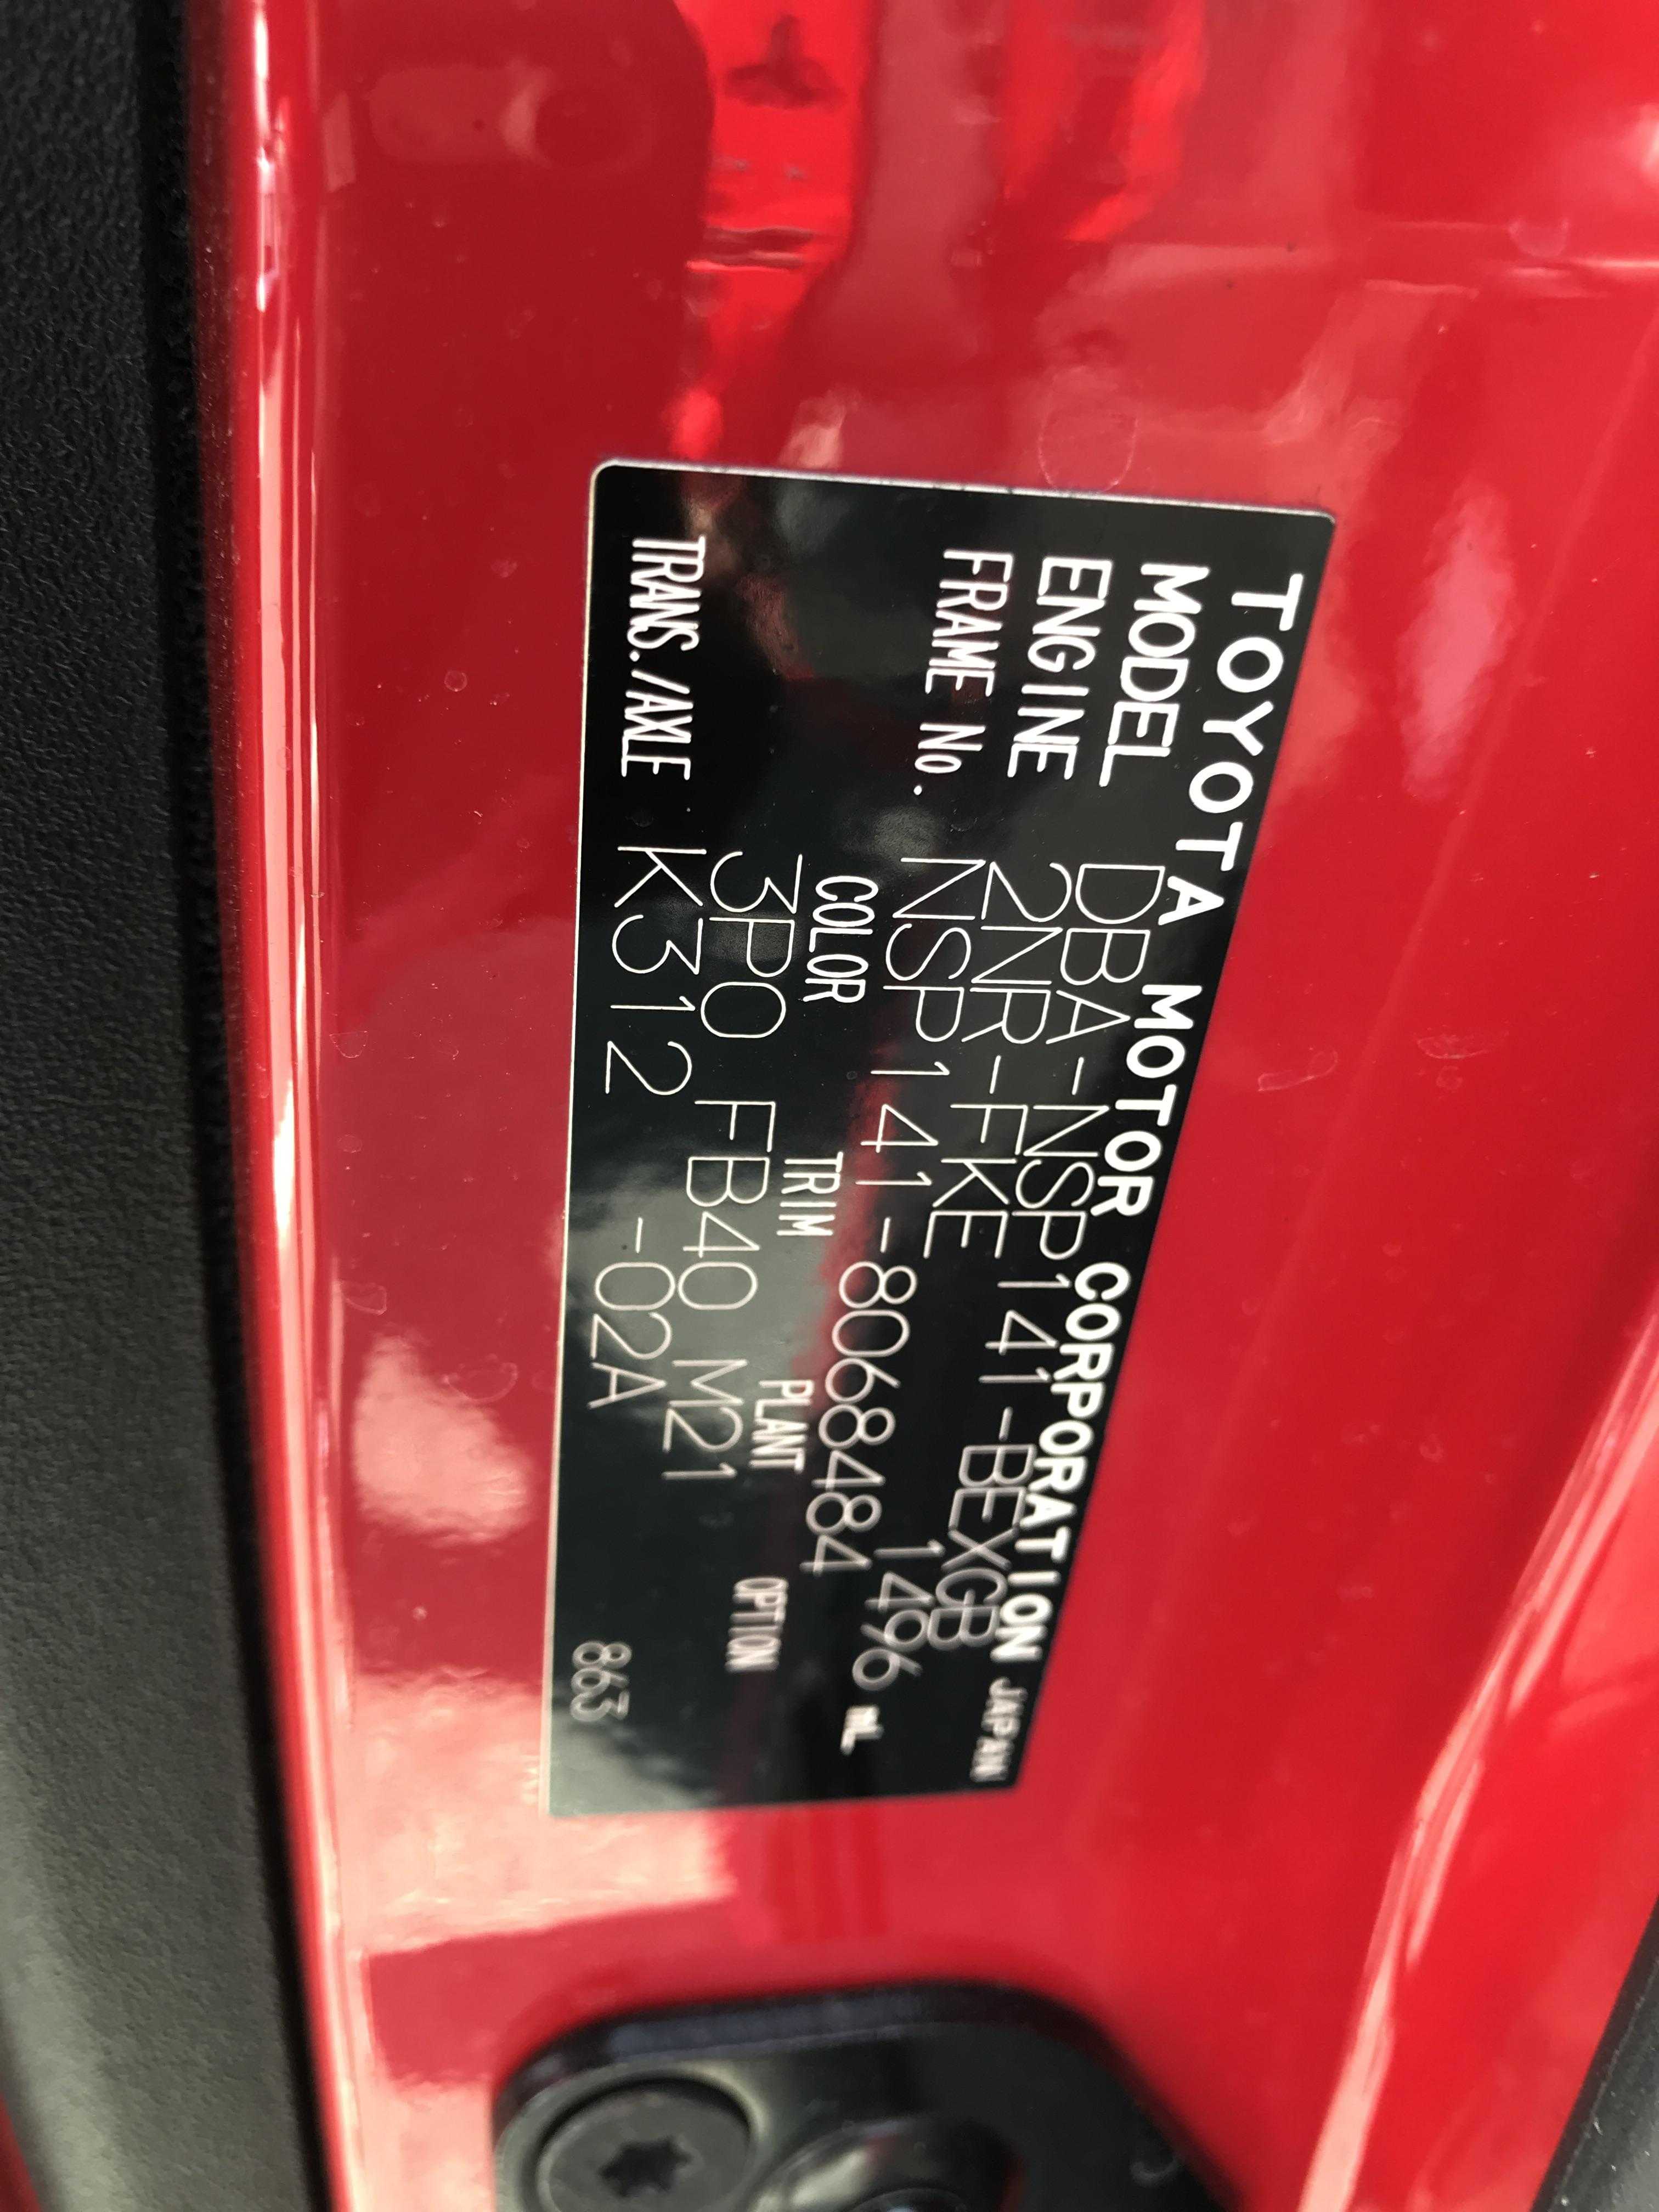 TOYOTA MOTOR CORPORATION JAPAN
MODEL DBA-NSP141-BEXGB
ENGINE 2NR-FKE 1496 mL
FRAME No. NSP141-8068484
COLOR TRIM PLANT OPTION
3P0 FB40 M21
TRANS./AXLE K312 -02A 863